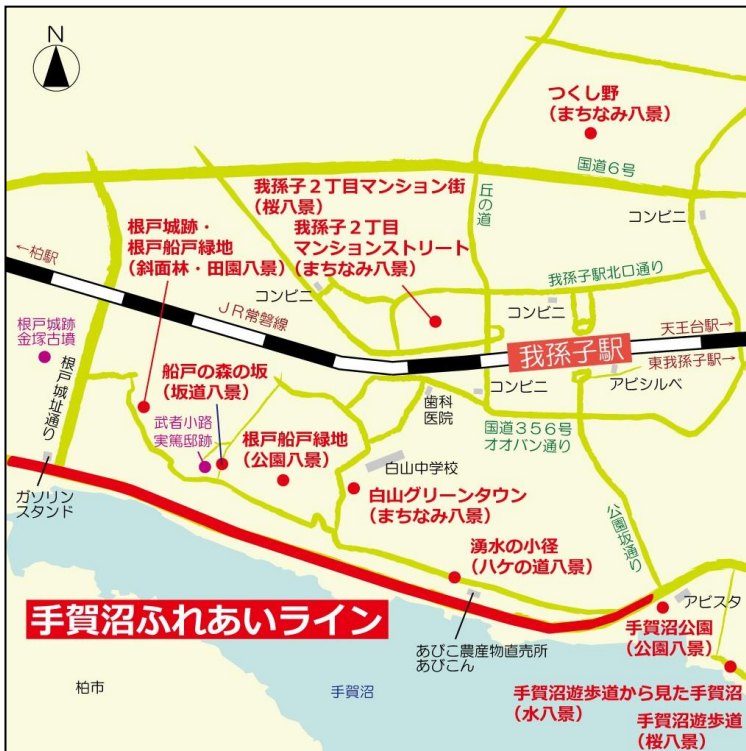 N
つくし野
（まちなみ八景）
国道6号
丘の道
我孫子２丁目マンション街
（桜八景）
コンビニ
根戸城跡・
根戸船戸緑地
（斜面林・田園八景）
我孫子２丁目
マンションストリート
（まちなみ八景）
←柏駅
我孫子駅北口通り
コンビニ
コンビニ
ＪＲ常磐線
天王台駅→
根戸城跡
金塚古墳
我孫子駅
東我孫子駅→
根戸城址通り
船戸の森の坂
（坂道八景）
歯科
医院
コンビニ
アビシルベ
武者小路
実篤邸跡
根戸船戸緑地
（公園八景）
国道３５６号
オオバン通り
白山中学校
ガソリン
スタンド
白山グリーンタウン
（まちなみ八景）
公園坂通り
湧水の小径
（ハケの道八景）
手賀沼ふれあいライン
アビスタ
手賀沼公園
（公園八景）
あびこ農産物直売所
あびこん
柏市
手賀沼
手賀沼遊歩道から見た手賀沼
（水八景）
手賀沼遊歩道
（桜八景）